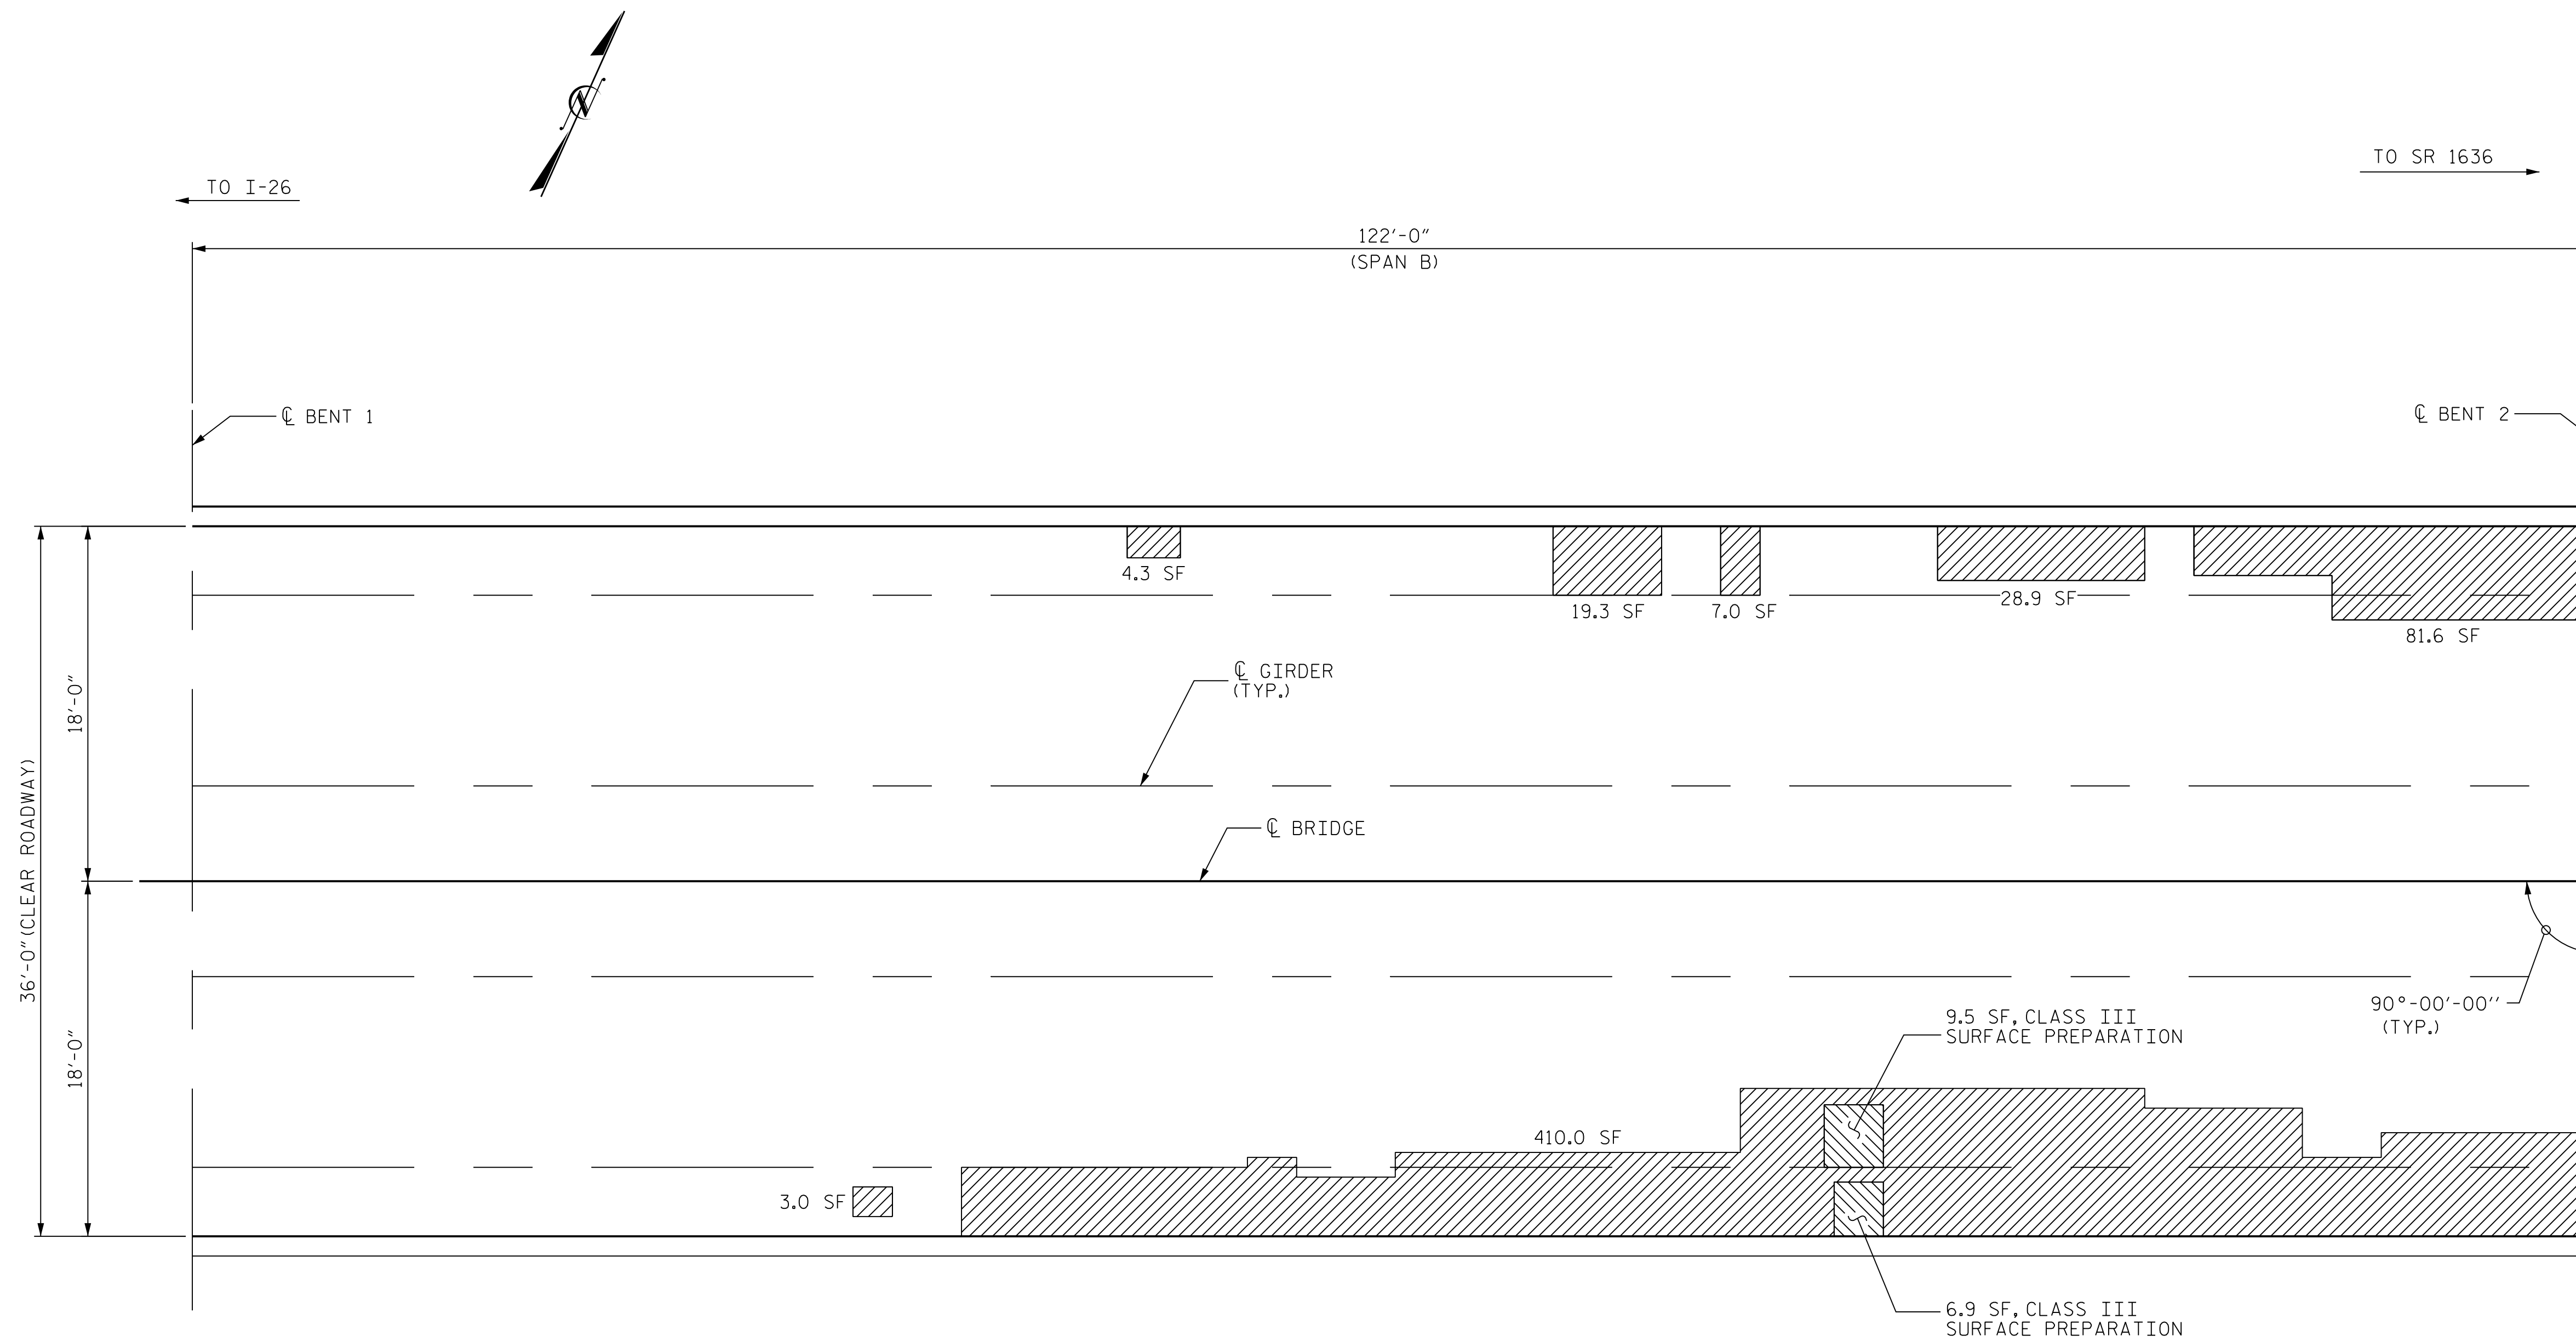 N
TO I-26
TO SR 1636
122'-0"
(SPAN B)
℄ BENT 1
℄ BENT 2
4.3 SF
19.3 SF
7.0 SF
28.9 SF
81.6 SF
℄ GIRDER
(TYP.)
18'-0"
36'-0" (CLEAR ROADWAY)
℄ BRIDGE
18'-0"
90°-00'-00''
(TYP.)
9.5 SF, CLASS III
SURFACE PREPARATION
410.0 SF
3.0 SF
6.9 SF, CLASS III
SURFACE PREPARATION